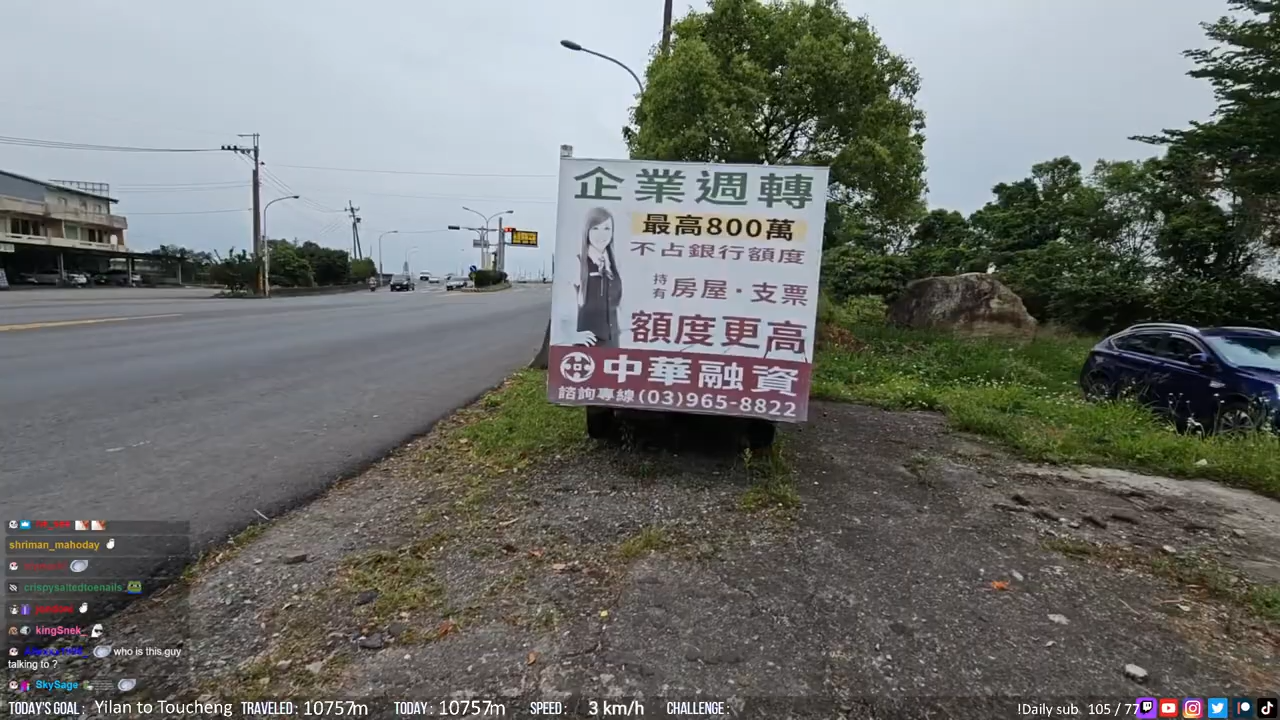 企業週轉
最高800萬
不占銀行額度
持有 房屋・支票
額度更高
中華融資
諮詢專線 (03)965-8822
shriman_mahoday
crispysaltedtoenails
kingSnek_
who is this guy
talking to ?
SkySage
TODAY'S GOAL: Yilan to Toucheng TRAVELED: 10757m TODAY: 10757m SPEED: 3 km/h CHALLENGE: !Daily sub 105 / 77